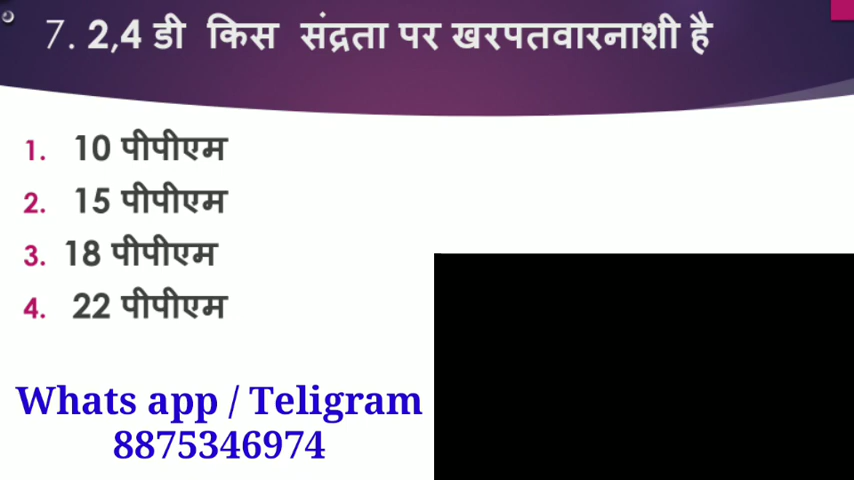 7. 2,4 डी किस संद्रता पर खरपतवारनाशी है
1. 10 पीपीएम
2. 15 पीपीएम
3. 18 पीपीएम
4. 22 पीपीएम
Whats app / Teligram
8875346974